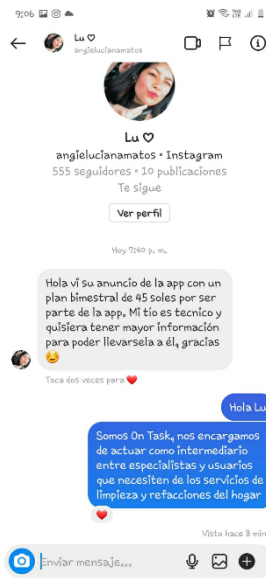 9:06
Lu ♡
angielucianamatos
Lu ♡
angielucianamatos • Instagram
555 seguidores • 10 publicaciones
Te sigue
Ver perfil
Hoy 7:40 p. m.
Hola vi su anuncio de la app con un
plan bimestral de 45 soles por ser
parte de la app. Mi tío es tecnico y
quisiera tener mayor información
para poder llevarsela a él, gracias
😊
Toca dos veces para ❤️
Hola Lu
Somos On Task, nos encargamos
de actuar como intermediario
entre especialistas y usuarios
que necesiten de los servicios de
limpieza y refacciones del hogar
❤️
Visto hace 8 min
Enviar mensaje...